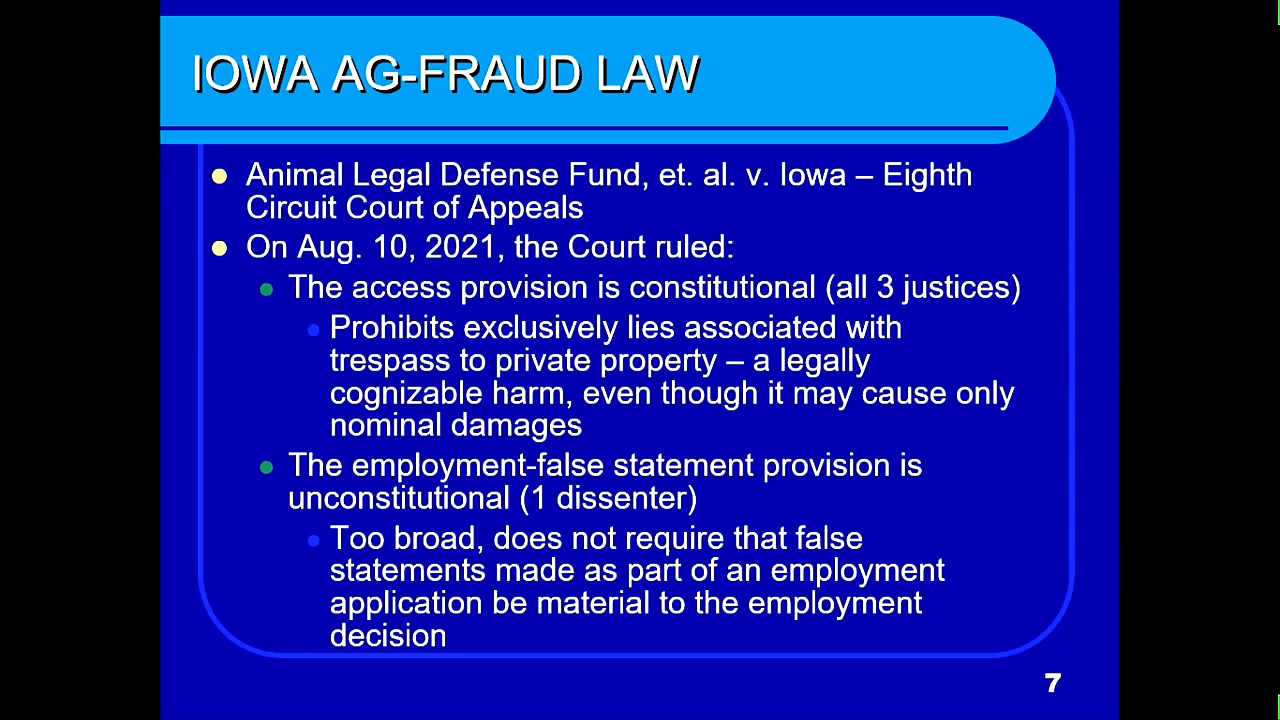 IOWA AG-FRAUD LAW
Animal Legal Defense Fund, et. al. v. Iowa – Eighth
Circuit Court of Appeals
On Aug. 10, 2021, the Court ruled:
The access provision is constitutional (all 3 justices)
Prohibits exclusively lies associated with
trespass to private property – a legally
cognizable harm, even though it may cause only
nominal damages
The employment-false statement provision is
unconstitutional (1 dissenter)
Too broad, does not require that false
statements made as part of an employment
application be material to the employment
decision
7